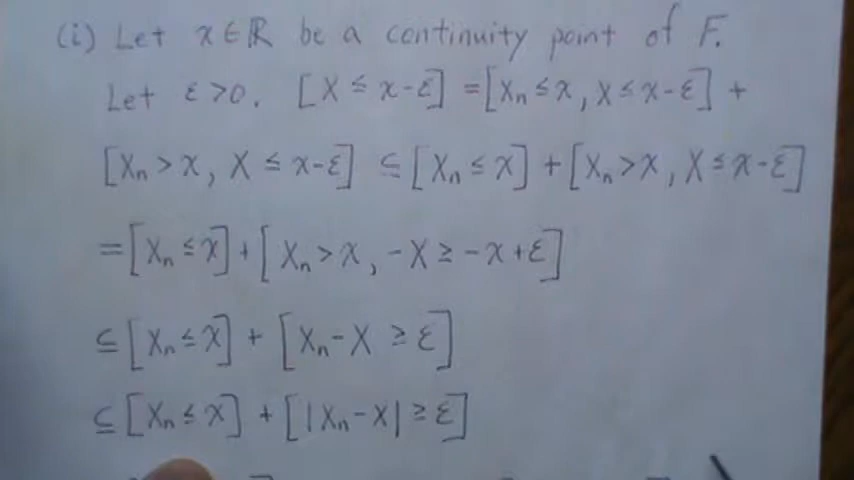 (i) Let x ∈ ℝ be a continuity point of F.
Let ε > 0. [X ≤ x-ε] = [Xₙ ≤ x, X ≤ x-ε] +
[Xₙ > x, X ≤ x-ε] ⊆ [Xₙ ≤ x] + [Xₙ > x, X ≤ x-ε]
= [Xₙ ≤ x] + [Xₙ > x, -X ≥ -x+ε]
⊆ [Xₙ ≤ x] + [Xₙ - X ≥ ε]
⊆ [Xₙ ≤ x] + [|Xₙ - X| ≥ ε]